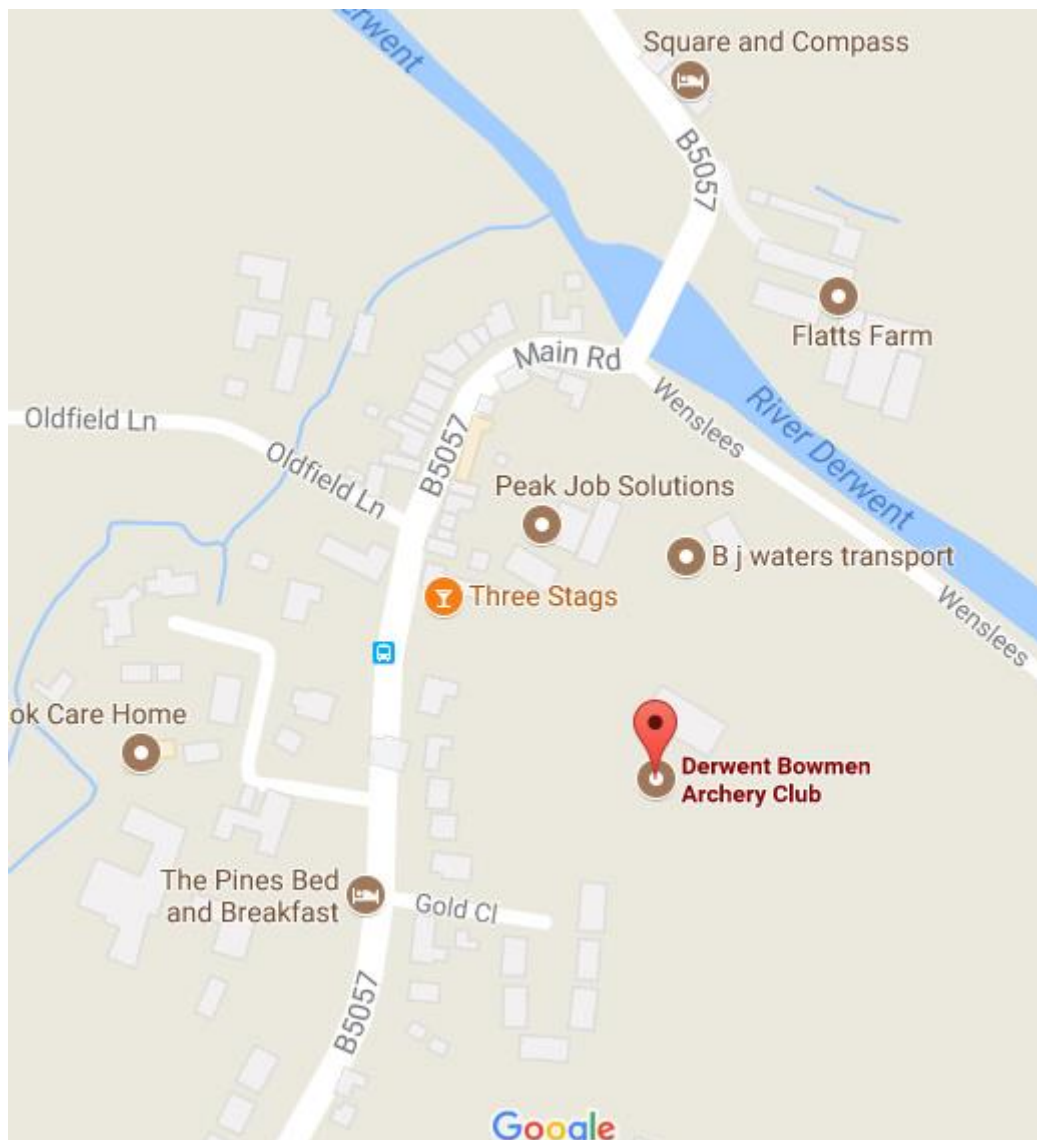 Derwent
Square and Compass
B5057
Flatts Farm
Main Rd
Wenslees
River Derwent
Oldfield Ln
Oldfield Ln
B5057
Peak Job Solutions
B j waters transport
Three Stags
Wenslees
ok Care Home
Derwent Bowmen
Archery Club
The Pines Bed
and Breakfast
Gold Cl
B5057
Google